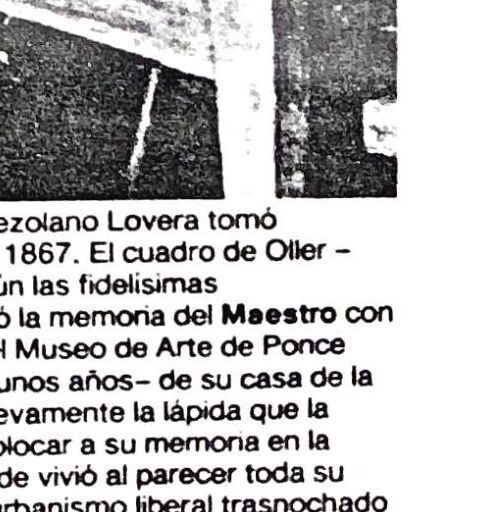 ezolano Lovera tomó
1867. El cuadro de Oller –
ún las fidelísimas
ó la memoria del Maestro con
l Museo de Arte de Ponce
unos años– de su casa de la
evamente la lápida que la
olocar a su memoria en la
de vivió al parecer toda su
urbanismo liberal trasnochado